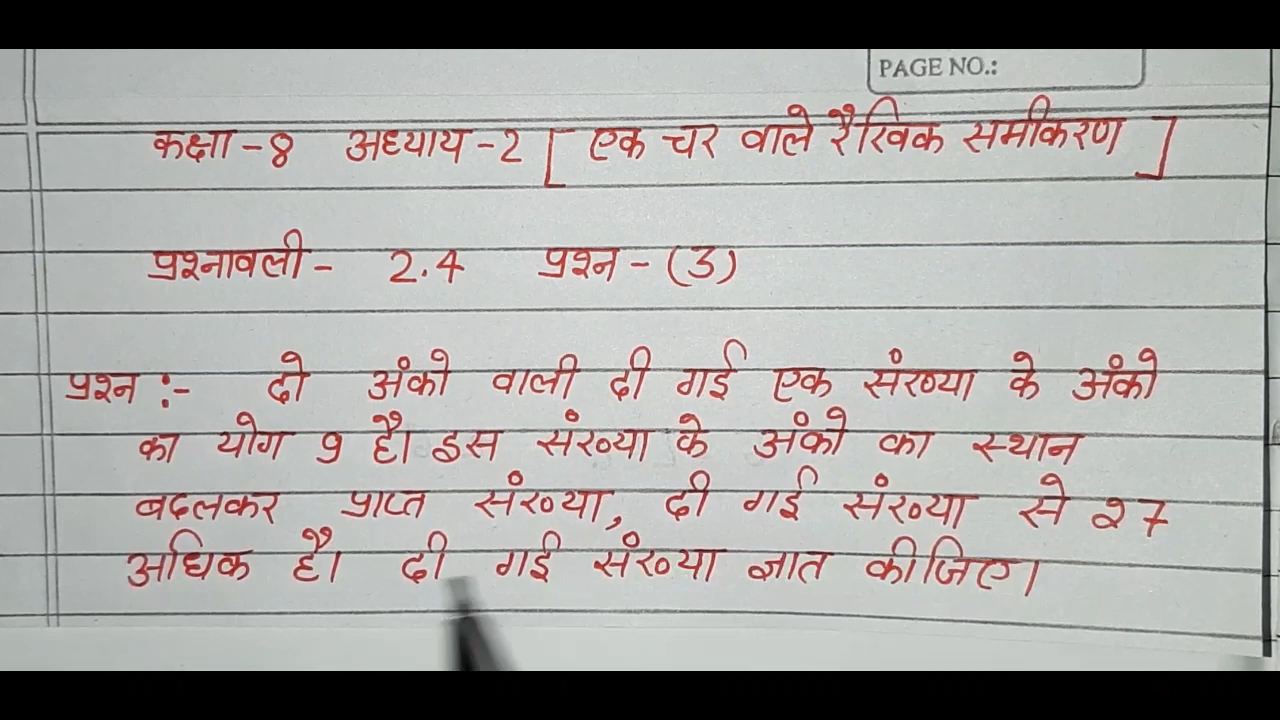 PAGE NO.:
कक्षा - 8 अध्याय - 2 [ एक चर वाले रैखिक समीकरण ]
प्रश्नावली - 2.4 प्रश्न - (3)
प्रश्न :- दो अंको वाली दी गई एक संख्या के अंको
का योग 9 है। इस संख्या के अंको का स्थान
बदलकर प्राप्त संख्या, दी गई संख्या से 27
अधिक है। दी गई संख्या ज्ञात कीजिए।